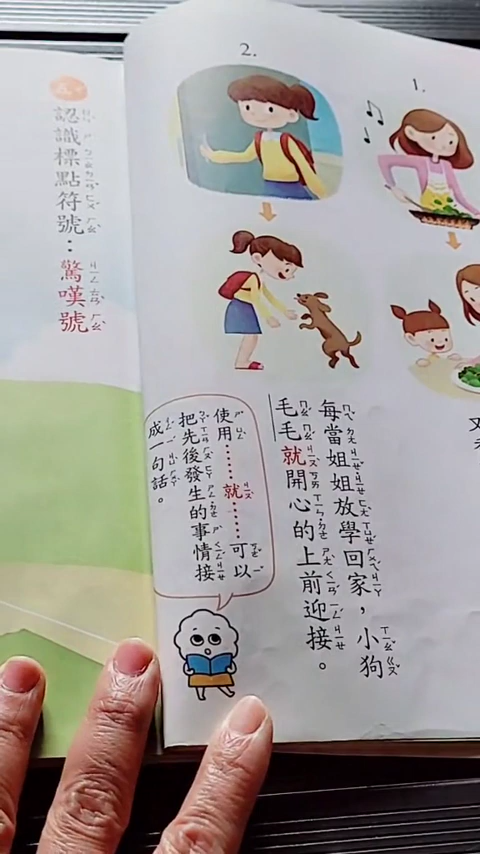 1.
2.
每當姐姐放學回家，小狗
毛毛就開心的上前迎接。
使用……就……可以
把先後發生的事情接
成一句話。
認識標點符號：驚嘆號